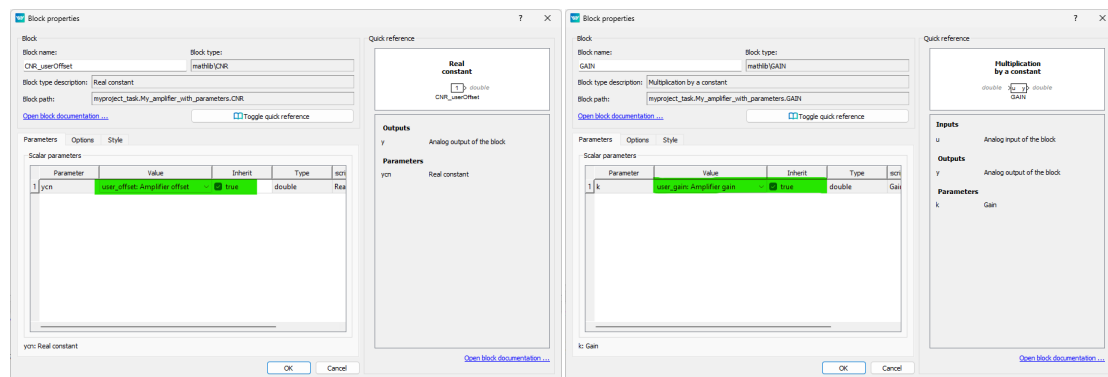 Block properties
? ×
Block
Block name:
Block type:
CNR_userOffset
mathlib\CNR
Block type description:
Real constant
Block path:
myproject_task.My_amplifier_with_parameters.CNR
Open block documentation ...
Toggle quick reference
Parameters
Options
Style
Scalar parameters
Parameter
Value
Inherit
Type
scri
1
ycn
user_offset: Amplifier offset
true
double
Rea
ycn: Real constant
OK
Cancel
Quick reference
Real
constant
1
double
CNR_userOffset
Outputs
y
Analog output of the block
Parameters
ycn
Real constant
Open block documentation ...
Block properties
? ×
Block
Block name:
Block type:
GAIN
mathlib\GAIN
Block type description:
Multiplication by a constant
Block path:
myproject_task.My_amplifier_with_parameters.GAIN
Open block documentation ...
Toggle quick reference
Parameters
Options
Style
Scalar parameters
Parameter
Value
Inherit
Type
scri
1
k
user_gain: Amplifier gain
true
double
Gai
k: Gain
OK
Cancel
Quick reference
Multiplication
by a constant
double
u y
double
GAIN
Inputs
u
Analog input of the block
Outputs
y
Analog output of the block
Parameters
k
Gain
Open block documentation ...